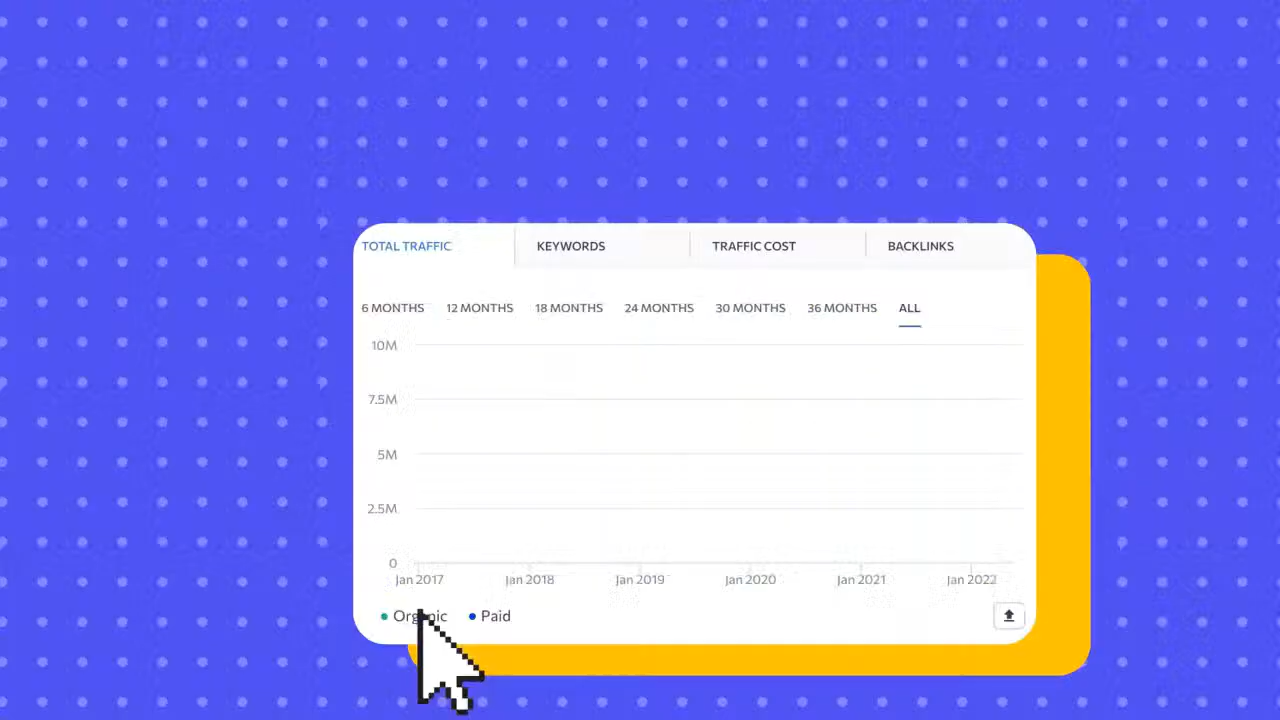 TOTAL TRAFFIC KEYWORDS TRAFFIC COST BACKLINKS
6 MONTHS 12 MONTHS 18 MONTHS 24 MONTHS 30 MONTHS 36 MONTHS ALL
10M
7.5M
5M
2.5M
0
Jan 2017 Jan 2018 Jan 2019 Jan 2020 Jan 2021 Jan 2022
Organic Paid